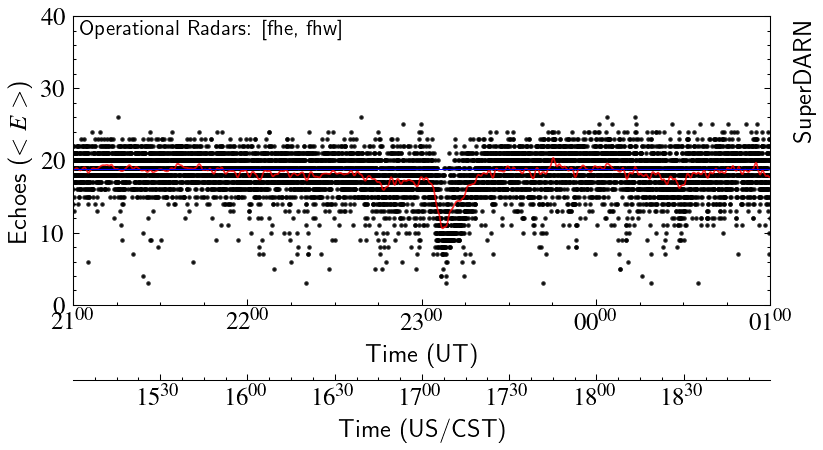 40
Operational Radars: [fhe, fhw]
SuperDARN
30
Echoes (< E >)
20
10
0
21⁰⁰ 22⁰⁰ 23⁰⁰ 00⁰⁰ 01⁰⁰
Time (UT)
15³⁰ 16⁰⁰ 16³⁰ 17⁰⁰ 17³⁰ 18⁰⁰ 18³⁰
Time (US/CST)